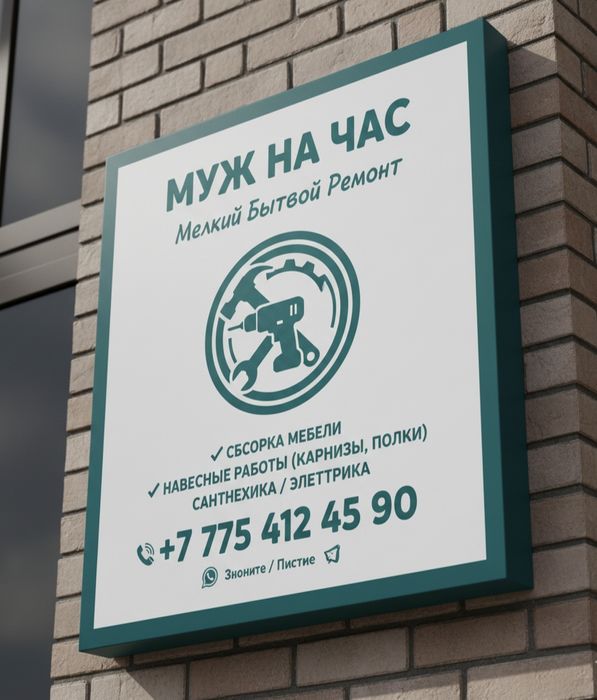 МУЖ НА ЧАС
Мелкий Бытвой Ремонт
✓ СБСОРКА МЕБЕЛИ
✓ НАВЕСНЫЕ РАБОТЫ (КАРНИЗЫ, ПОЛКИ)
САНТНЕХИКА / ЭЛЕТТРИКА
+7 775 412 45 90
Зноните / Пистие